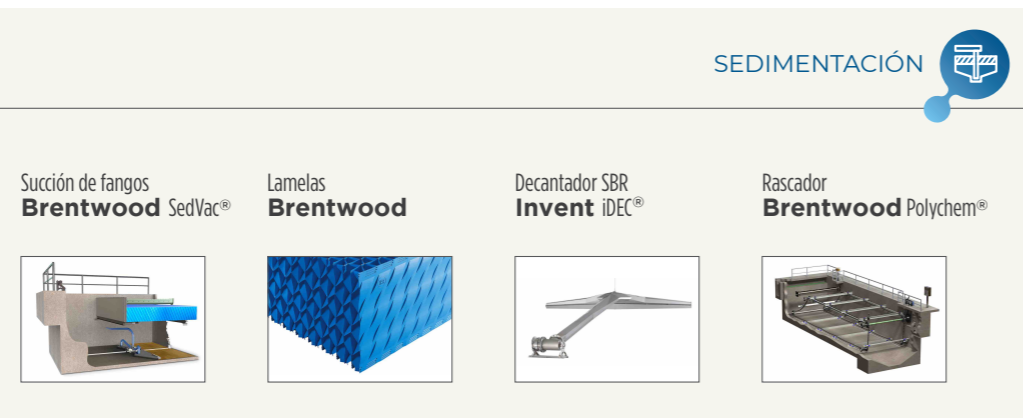 SEDIMENTACIÓN
Succión de fangos
Brentwood SedVac®
Lamelas
Brentwood
Decantador SBR
Invent iDEC®
Rascador
Brentwood Polychem®